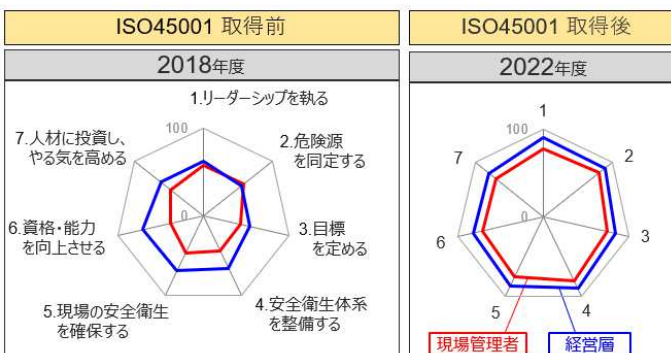 ISO45001 取得前
2018年度
1.リーダーシップを執る
100
2.危険源
を同定する
7.人材に投資し、
やる気を高める
0
6.資格・能力
を向上させる
3.目標
を定める
5.現場の安全衛生
を確保する
4.安全衛生体系
を整備する
ISO45001 取得後
2022年度
1
100
2
7
0
6
3
5
4
現場管理者
経営層